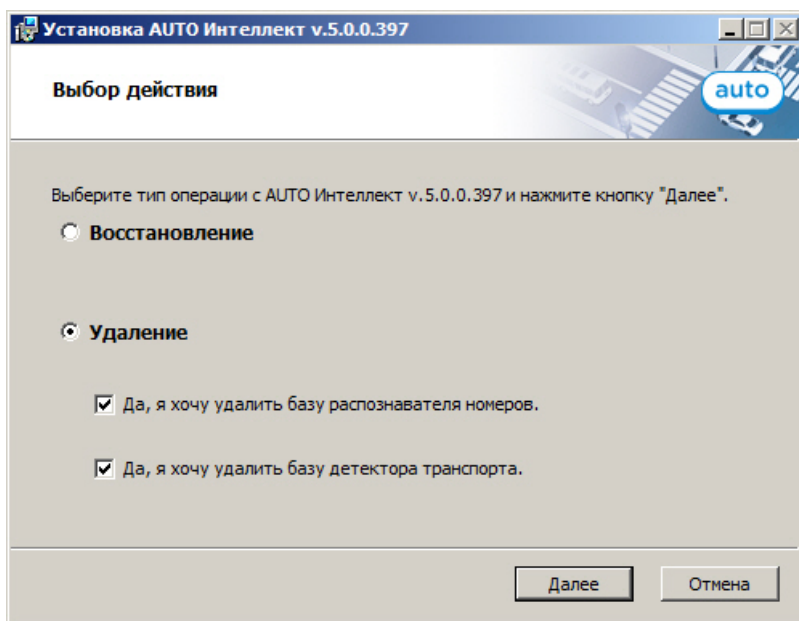 Установка AUTO Интеллект v.5.0.0.397
Выбор действия
auto
Выберите тип операции с AUTO Интеллект v.5.0.0.397 и нажмите кнопку "Далее".
Восстановление
Удаление
Да, я хочу удалить базу распознавателя номеров.
Да, я хочу удалить базу детектора транспорта.
Далее
Отмена